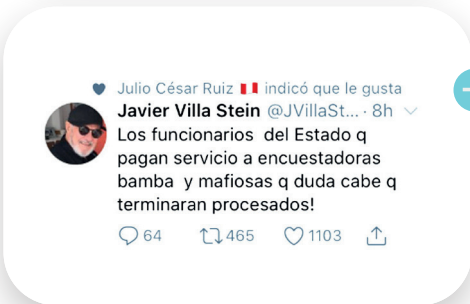 Julio César Ruiz 🇵🇪 indicó que le gusta
Javier Villa Stein @JVillaSt... · 8h
Los funcionarios del Estado q
pagan servicio a encuestadoras
bamba y mafiosas q duda cabe q
terminaran procesados!
64 465 1103